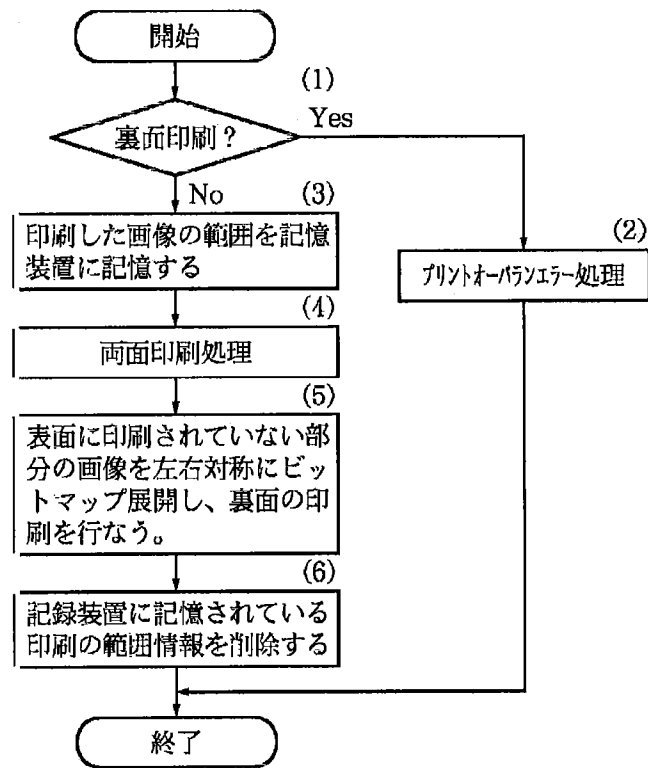 開始
(1)
裏面印刷？
Yes
No
(3)
印刷した画像の範囲を記憶
装置に記憶する
(2)
プリントオーバランエラー処理
(4)
両面印刷処理
(5)
表面に印刷されていない部
分の画像を左右対称にビッ
トマップ展開し、裏面の印
刷を行なう。
(6)
記録装置に記憶されている
印刷の範囲情報を削除する
終了